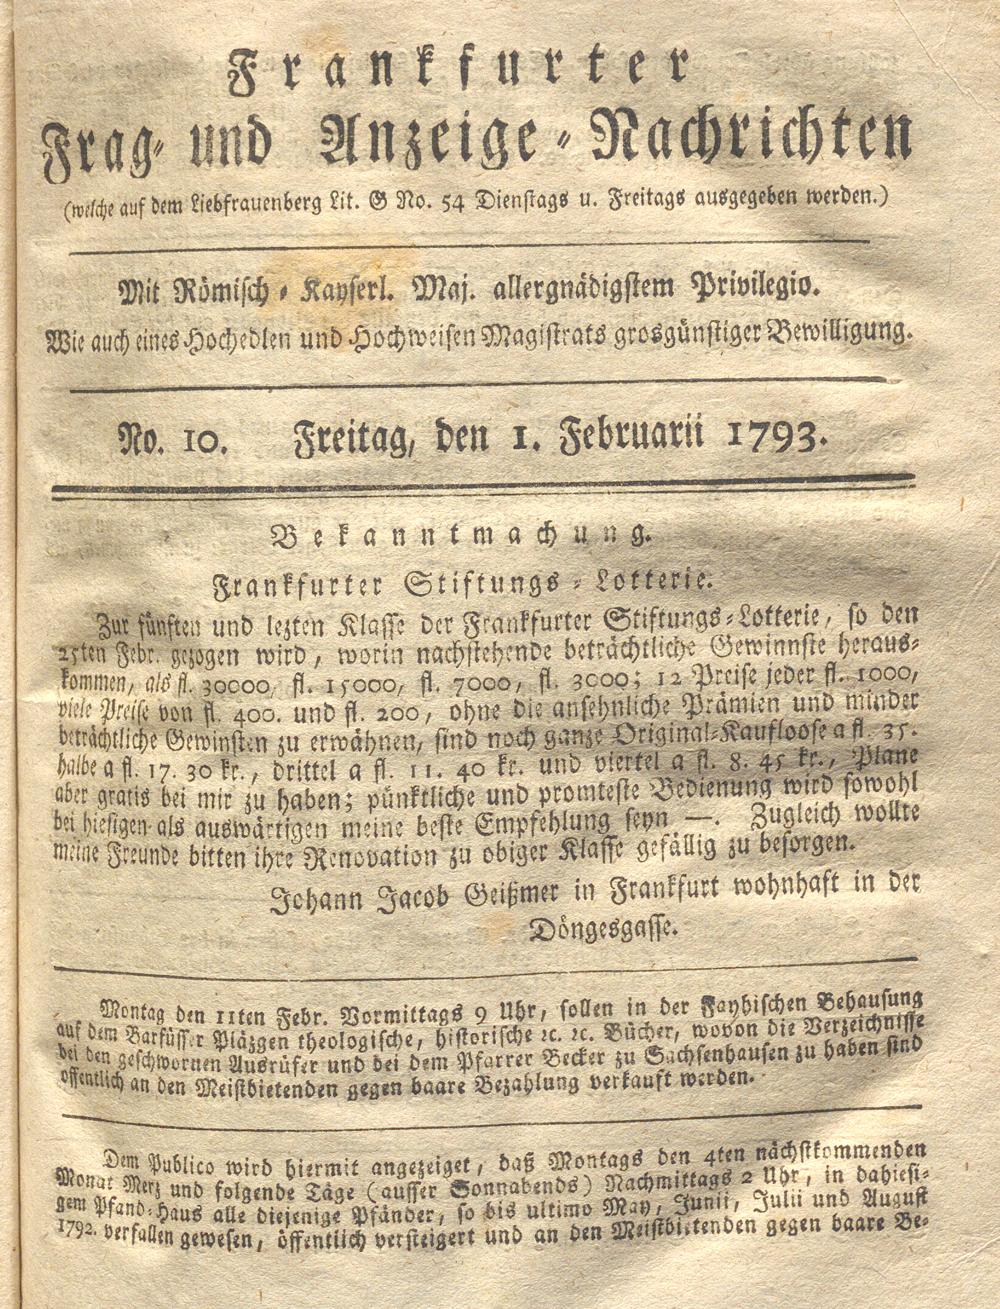 Frankfurter
Frag- und Anzeige-Nachrichten
(welche auf dem Liebfrauenberg Lit. G No. 54 Dienstags u. Freitags ausgegeben werden.)
Mit Römisch-Kayserl. Maj. allergnädigstem Privilegio.
Wie auch eines Hochedlen und Hochweisen Magistrats grosgünstiger Bewilligung.
No. 10. Freitag, den 1. Februarii 1793.
Bekanntmachung.
Frankfurter Stiftungs-Lotterie.
Zur fünften und lezten Klasse der Frankfurter Stiftungs-Lotterie, so den
25ten Febr. gezogen wird, worin nachstehende beträchtliche Gewinnste heraus-
kommen, als fl. 30000, fl. 15000, fl. 7000, fl. 3000; 12 Preise jeder fl. 1000,
viele Preise von fl. 400. und fl. 200, ohne die ansehnliche Prämien und minder
beträchtliche Gewinsten zu erwähnen, sind noch ganze Original-Kaufloose a fl. 35.
halbe a fl. 17. 30 kr., drittel a fl. 11. 40 kr. und viertel a fl. 8. 45 kr., Plane
aber gratis bei mir zu haben; pünktliche und promteste Bedienung wird sowohl
bei hiesigen als auswärtigen meine beste Empfehlung seyn —. Zugleich wollte
meine Freunde bitten ihre Renovation zu obiger Klasse gefällig zu besorgen.
Johann Jacob Geißmer in Frankfurt wohnhaft in der
Döngesgasse.
Montag den 11ten Febr. Vormittags 9 Uhr, sollen in der Fayhischen Behausung
auf dem Barfüsser Pläzgen theologische, historische ꝛc. ꝛc. Bücher, wovon die Verzeichnisse
bei den geschwornen Ausrüfer und bei dem Pfarrer Becker zu Sachsenhausen zu haben sind
öffentlich an den Meistbietenden gegen baare Bezahlung verkauft werden.
Dem Publico wird hiermit angezeiget, daß Montags den 4ten nächstkommenden
Monat Merz und folgende Täge (ausser Sonnabends) Nachmittags 2 Uhr, in dahiesi-
gem Pfand-Haus alle diejenige Pfänder, so bis ultimo May, Junii, Julii und August
1792. verfallen gewesen, öffentlich versteigert und an den Meistbietenden gegen baare Be-